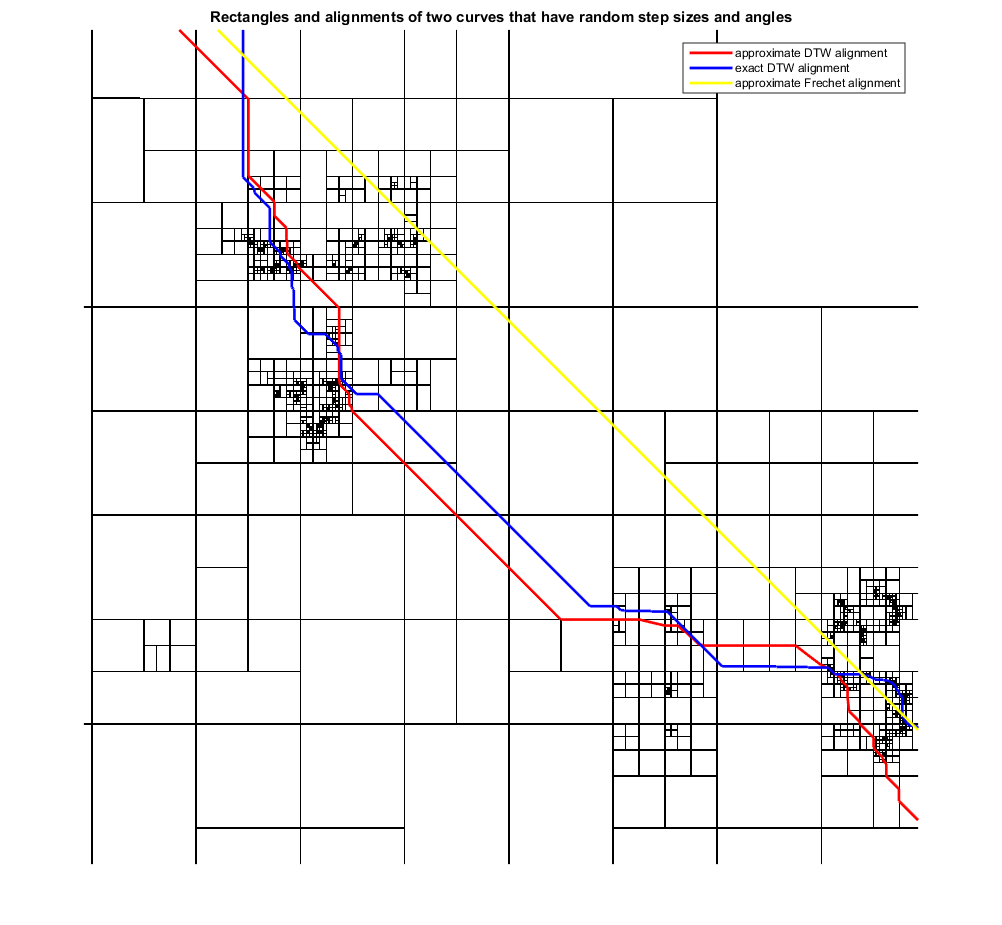 Rectangles and alignments of two curves that have random step sizes and angles
approximate DTW alignment
exact DTW alignment
approximate Frechet alignment